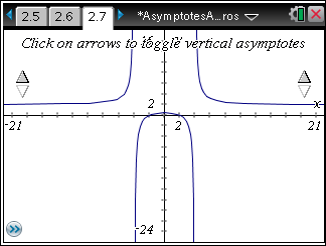 2.5 2.6 2.7 *AsymptotesA...ros
Click on arrows to toggle vertical asymptotes
2 x
-21 2 21
-24